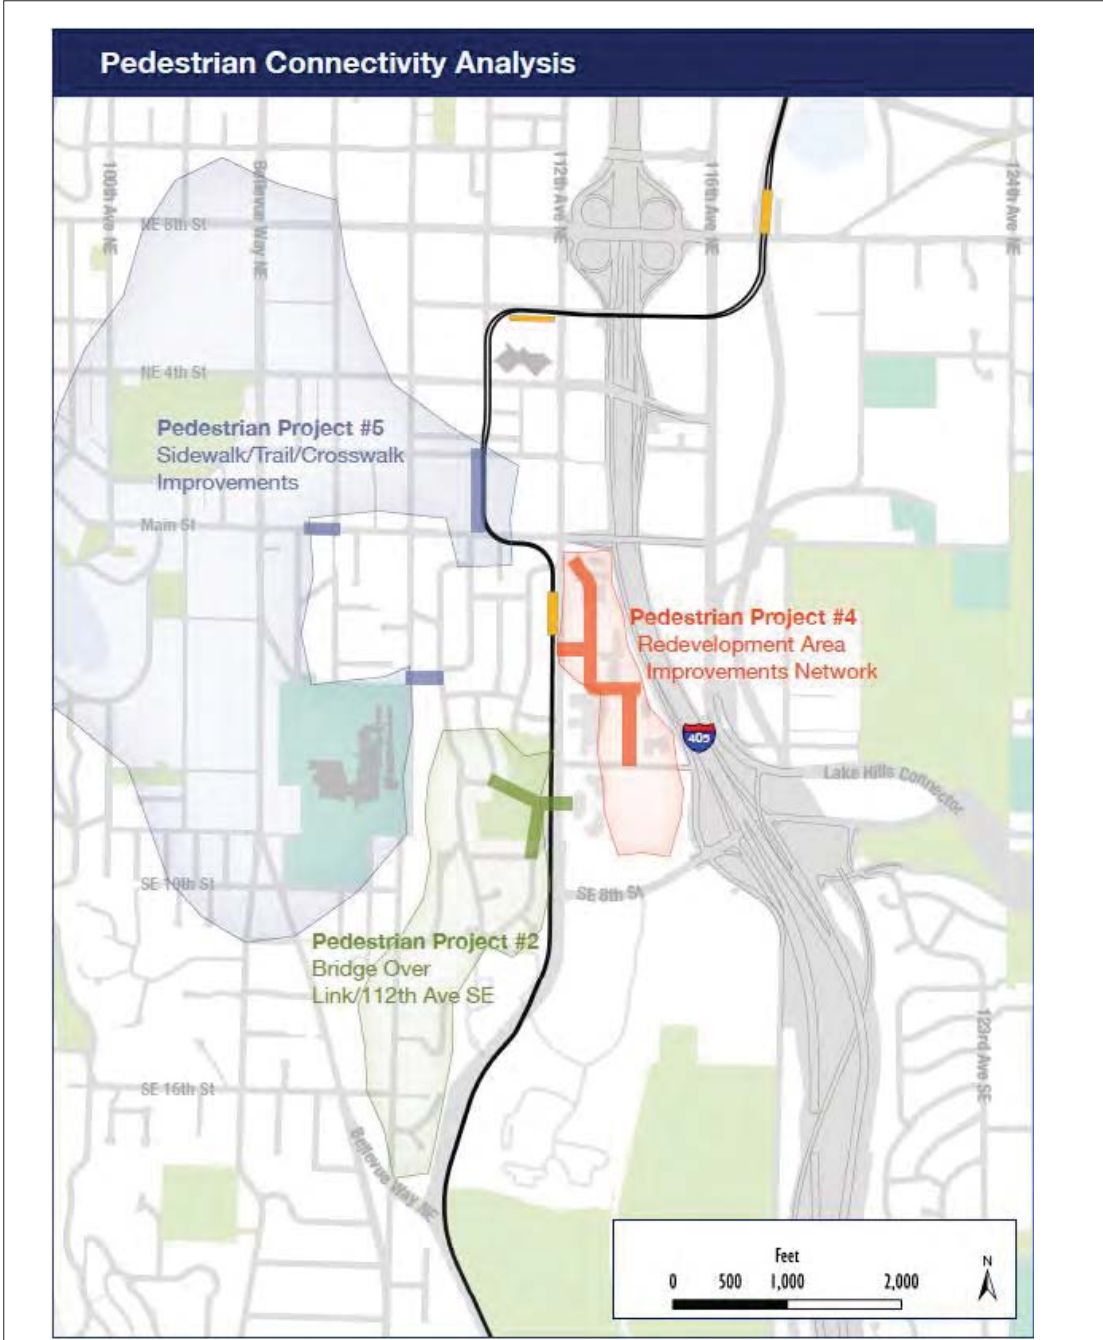 Pedestrian Connectivity Analysis
100th Ave NE
Bellevue Way NE
112th Ave NE
116th Ave NE
124th Ave NE
NE 8th St
NE 4th St
Pedestrian Project #5
Sidewalk/Trail/Crosswalk
Improvements
Main St
Pedestrian Project #4
Redevelopment Area
Improvements Network
405
Lake Hills Connector
SE 10th St
SE 8th St
Pedestrian Project #2
Bridge Over
Link/112th Ave SE
123rd Ave SE
SE 16th St
Bellevue Way NE
Feet
0 500 1,000 2,000
N